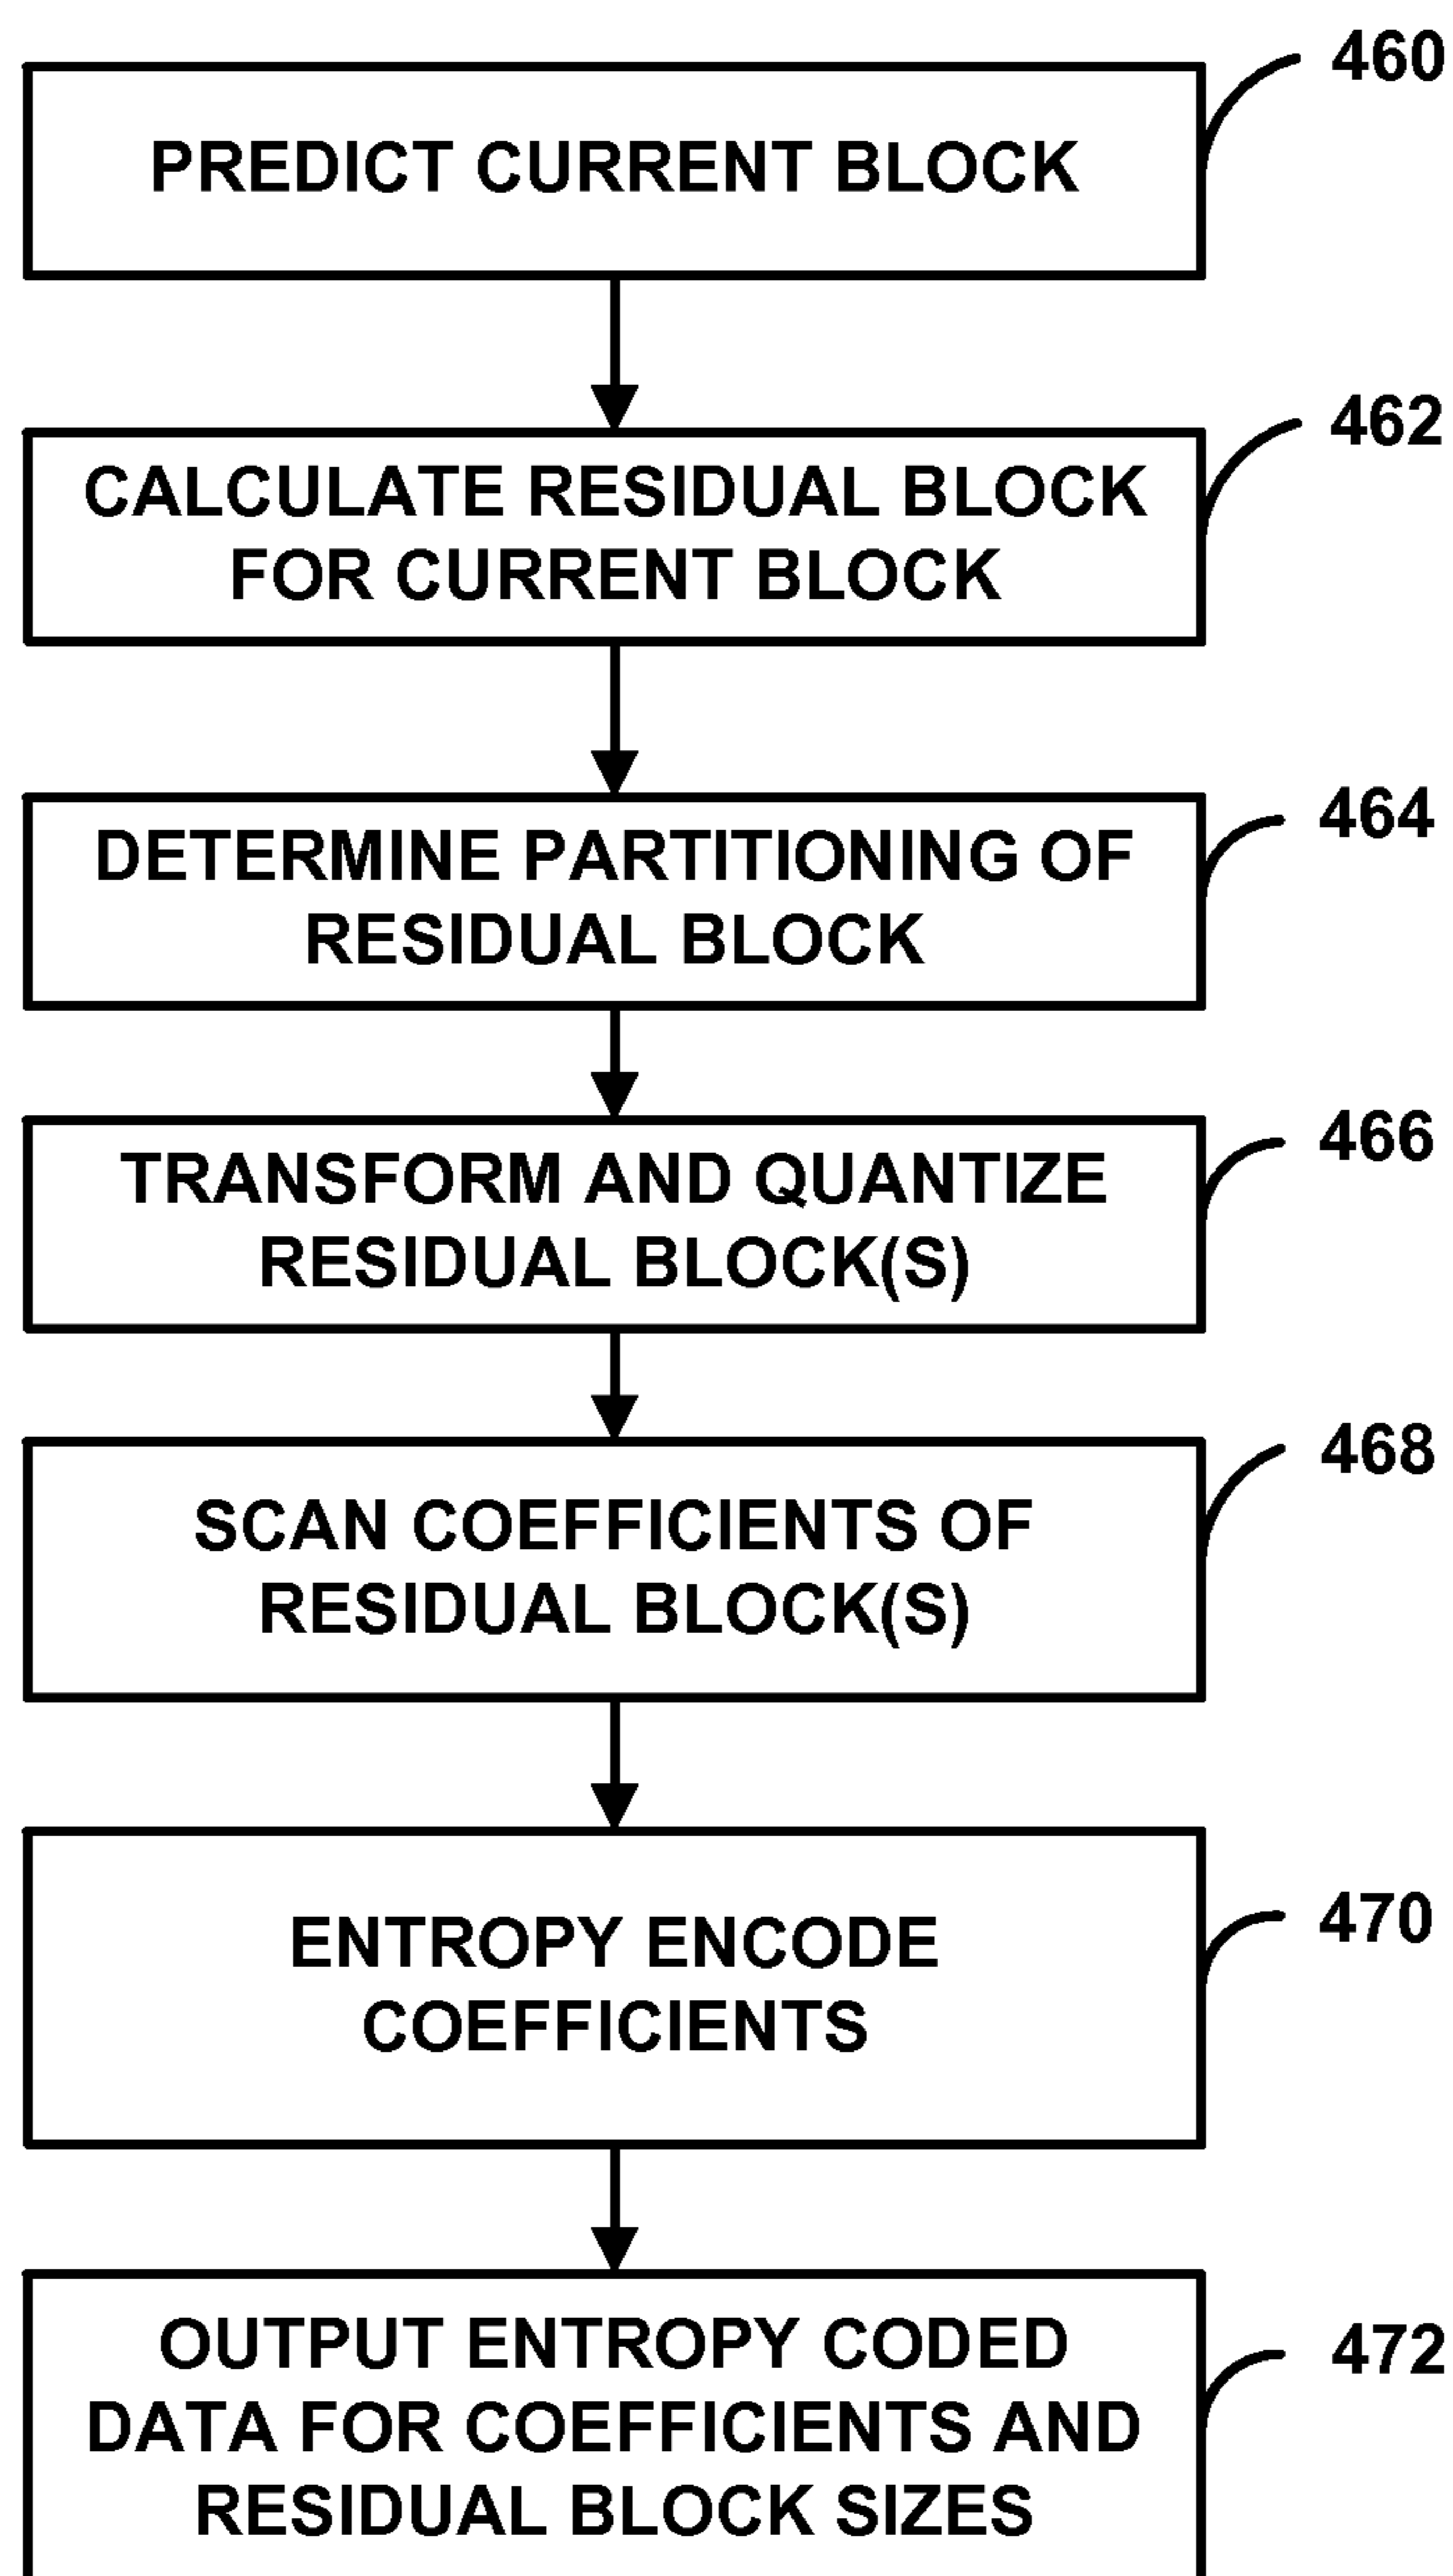 460
PREDICT CURRENT BLOCK
462
CALCULATE RESIDUAL BLOCK
FOR CURRENT BLOCK
464
DETERMINE PARTITIONING OF
RESIDUAL BLOCK
466
TRANSFORM AND QUANTIZE
RESIDUAL BLOCK(S)
468
SCAN COEFFICIENTS OF
RESIDUAL BLOCK(S)
470
ENTROPY ENCODE
COEFFICIENTS
472
OUTPUT ENTROPY CODED
DATA FOR COEFFICIENTS AND
RESIDUAL BLOCK SIZES